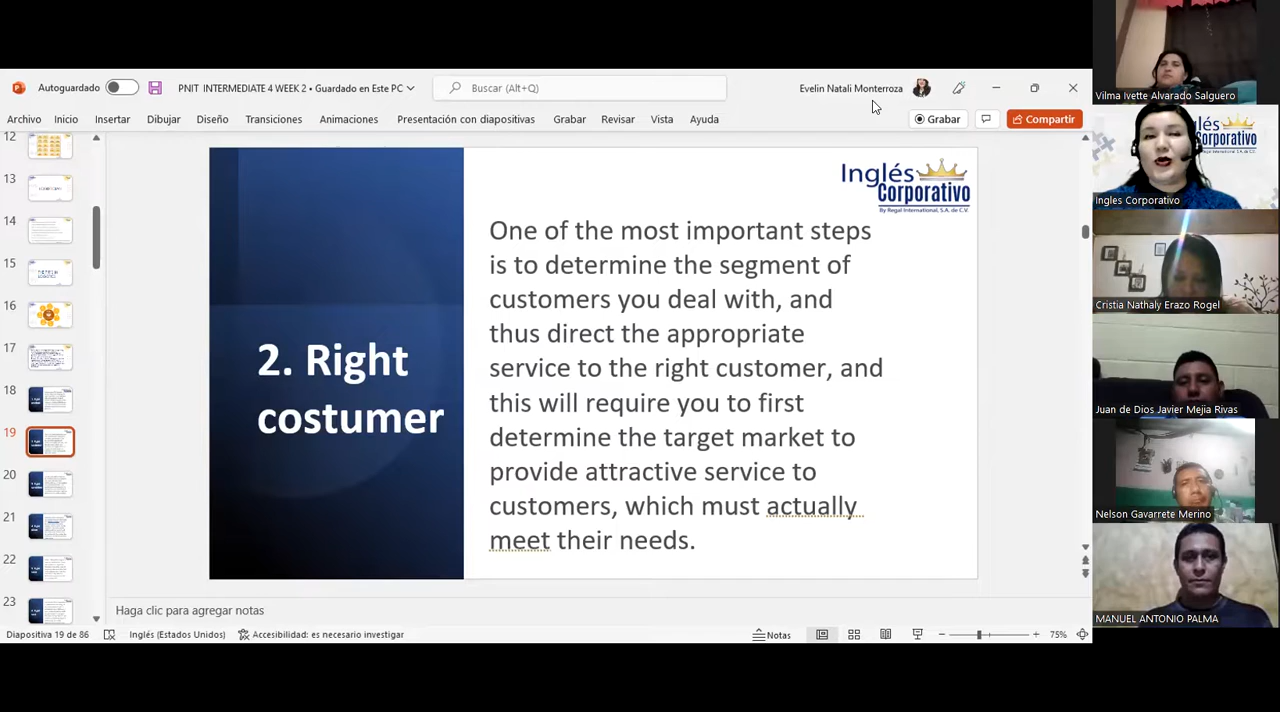 Autoguardado
PNIT INTERMEDIATE 4 WEEK 2 • Guardado en Este PC
Buscar (Alt+Q)
Evelin Natali Monterroza
Archivo Inicio Insertar Dibujar Diseño Transiciones Animaciones Presentación con diapositivas Grabar Revisar Vista Ayuda
Grabar
Compartir
12
13
14
15
16
17
18
19
20
21
22
23
Inglés
Corporativo
By Regal International, S.A. de C.V.
2. Right
costumer
One of the most important steps
is to determine the segment of
customers you deal with, and
thus direct the appropriate
service to the right customer, and
this will require you to first
determine the target market to
provide attractive service to
customers, which must actually
meet their needs.
Haga clic para agregar notas
Diapositiva 19 de 86
Inglés (Estados Unidos)
Accesibilidad: es necesario investigar
Notas
75%
Vilma Ivette Alvarado Salguero
Ingles Corporativo
Cristia Nathaly Erazo Rogel
Juan de Dios Javier Mejia Rivas
Nelson Gavarrete Merino
MANUEL ANTONIO PALMA